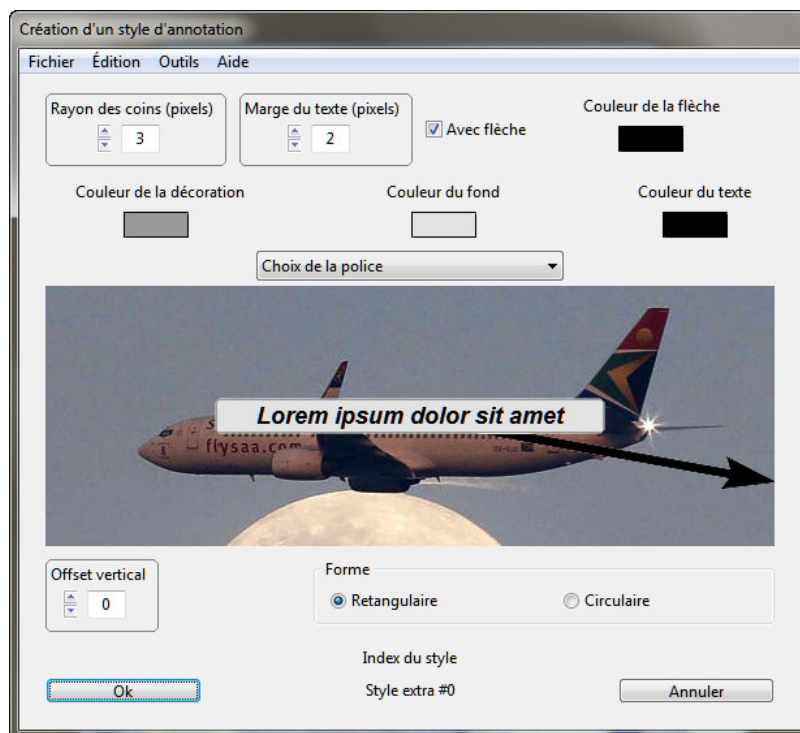 Création d'un style d'annotation
Fichier Édition Outils Aide
Rayon des coins (pixels)
3
Marge du texte (pixels)
2
Avec flèche
Couleur de la flèche
Couleur de la décoration
Couleur du fond
Couleur du texte
Choix de la police
Lorem ipsum dolor sit amet
flysaa.com
Offset vertical
0
Forme
Retangulaire
Circulaire
Index du style
Ok
Style extra #0
Annuler